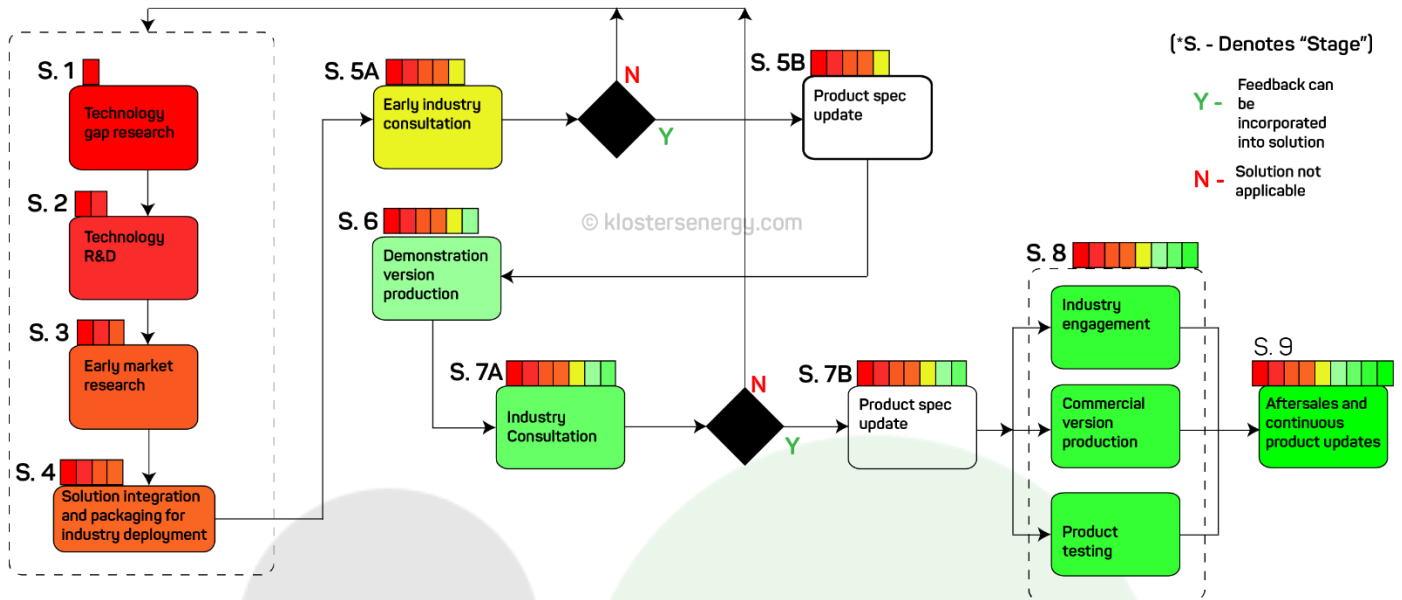 S. 1
Technology
gap research
S. 2
Technology
R&D
S. 3
Early market
research
S. 4
Solution integration
and packaging for
industry deployment
S. 5A
Early industry
consultation
N
Y
S. 5B
Product spec
update
(*S. - Denotes “Stage”)
Y -
Feedback can
be
incorporated
into solution
N -
Solution not
applicable
© klostersenergy.com
S. 6
Demonstration
version
production
S. 7A
Industry
Consultation
N
Y
S. 7B
Product spec
update
S. 8
Industry
engagement
Commercial
version
production
Product
testing
S. 9
Aftersales and
continuous
product updates